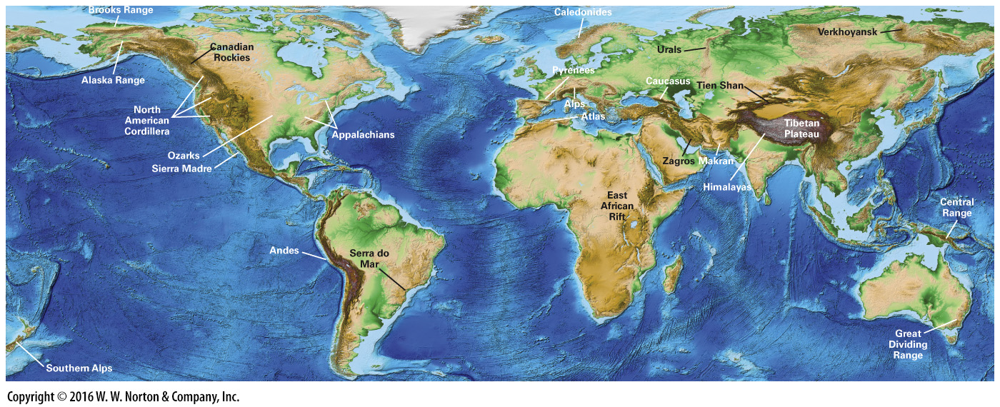 Brooks Range
Caledonides
Verkhoyansk
Canadian
Rockies
Urals
Alaska Range
Pyrenees
Caucasus
Tien Shan
North
American
Cordillera
Alps
Atlas
Tibetan
Plateau
Appalachians
Ozarks
Sierra Madre
Zagros
Makran
Himalayas
East
African
Rift
Central
Range
Andes
Serra do
Mar
Great
Dividing
Range
Southern Alps
Copyright © 2016 W. W. Norton & Company, Inc.